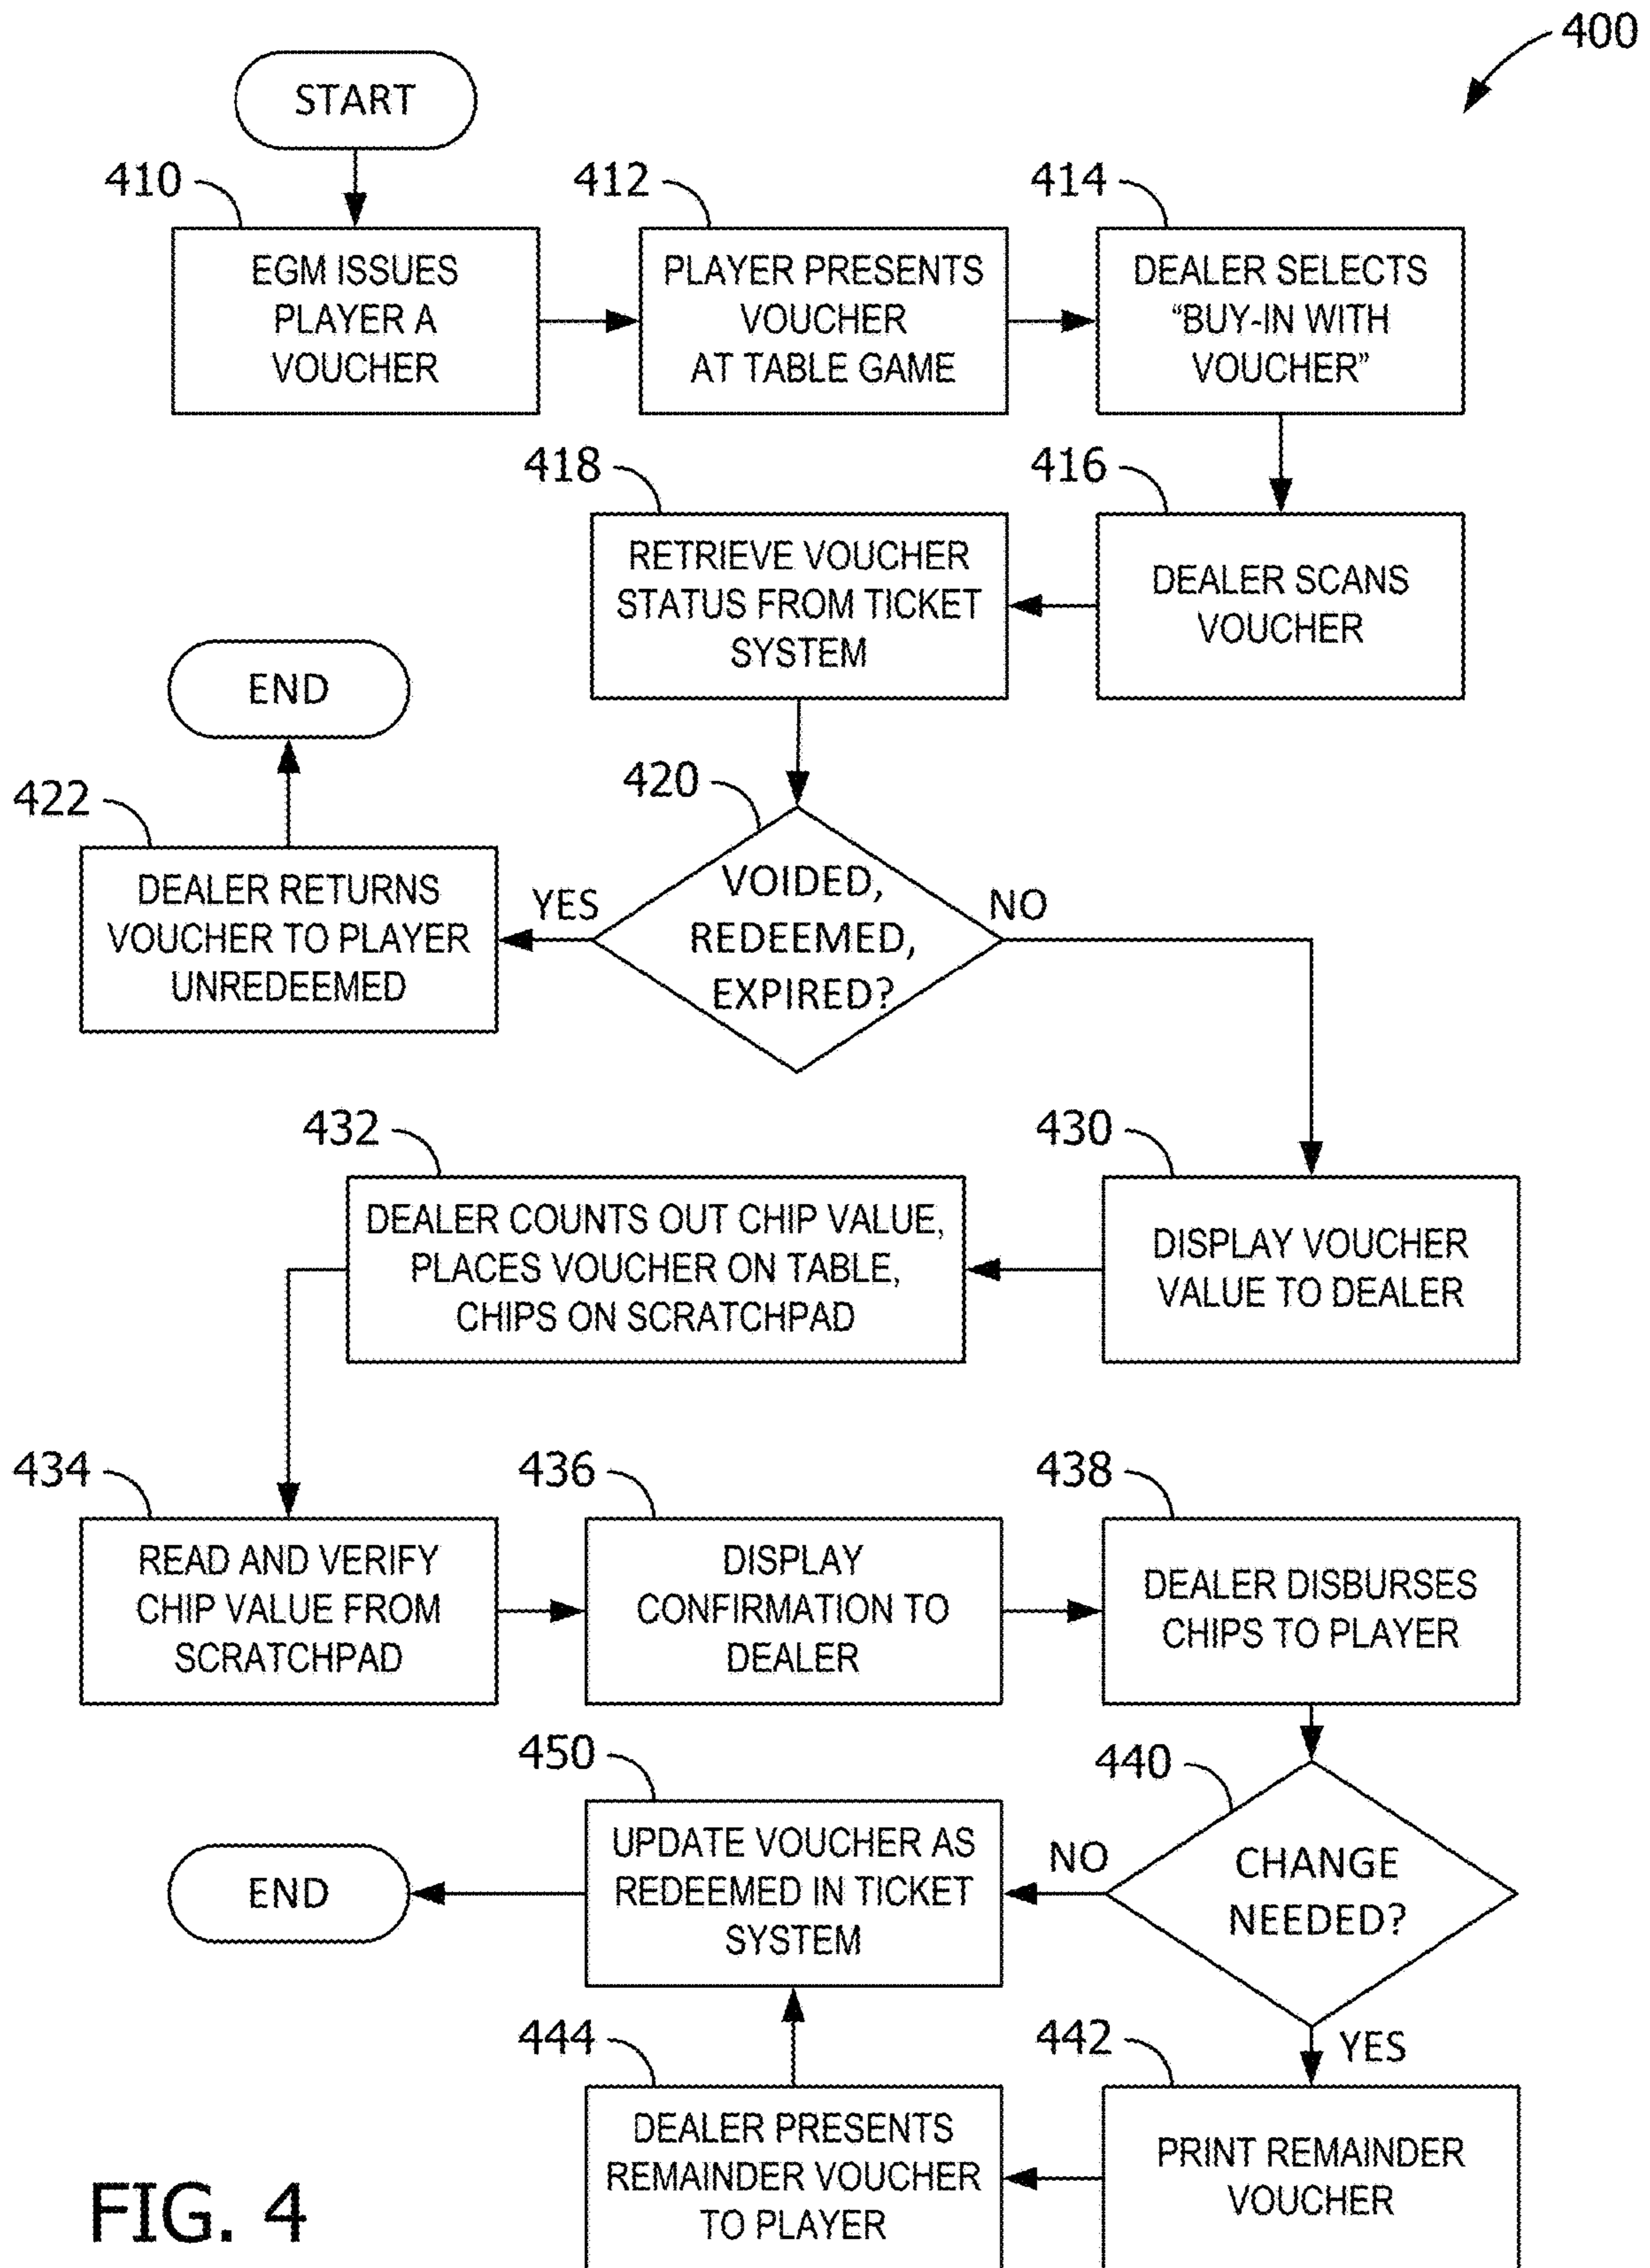 400
START
410
412
414
EGM ISSUES
PLAYER A
VOUCHER
PLAYER PRESENTS
VOUCHER
AT TABLE GAME
DEALER SELECTS
“BUY-IN WITH
VOUCHER”
418
416
RETRIEVE VOUCHER
STATUS FROM TICKET
SYSTEM
DEALER SCANS
VOUCHER
END
420
422
DEALER RETURNS
VOUCHER TO PLAYER
UNREDEEMED
YES
VOIDED,
REDEEMED,
EXPIRED?
NO
432
430
DEALER COUNTS OUT CHIP VALUE,
PLACES VOUCHER ON TABLE,
CHIPS ON SCRATCHPAD
DISPLAY VOUCHER
VALUE TO DEALER
434
436
438
READ AND VERIFY
CHIP VALUE FROM
SCRATCHPAD
DISPLAY
CONFIRMATION TO
DEALER
DEALER DISBURSES
CHIPS TO PLAYER
450
440
END
UPDATE VOUCHER AS
REDEEMED IN TICKET
SYSTEM
NO
CHANGE
NEEDED?
444
442
YES
DEALER PRESENTS
REMAINDER VOUCHER
TO PLAYER
PRINT REMAINDER
VOUCHER
FIG. 4